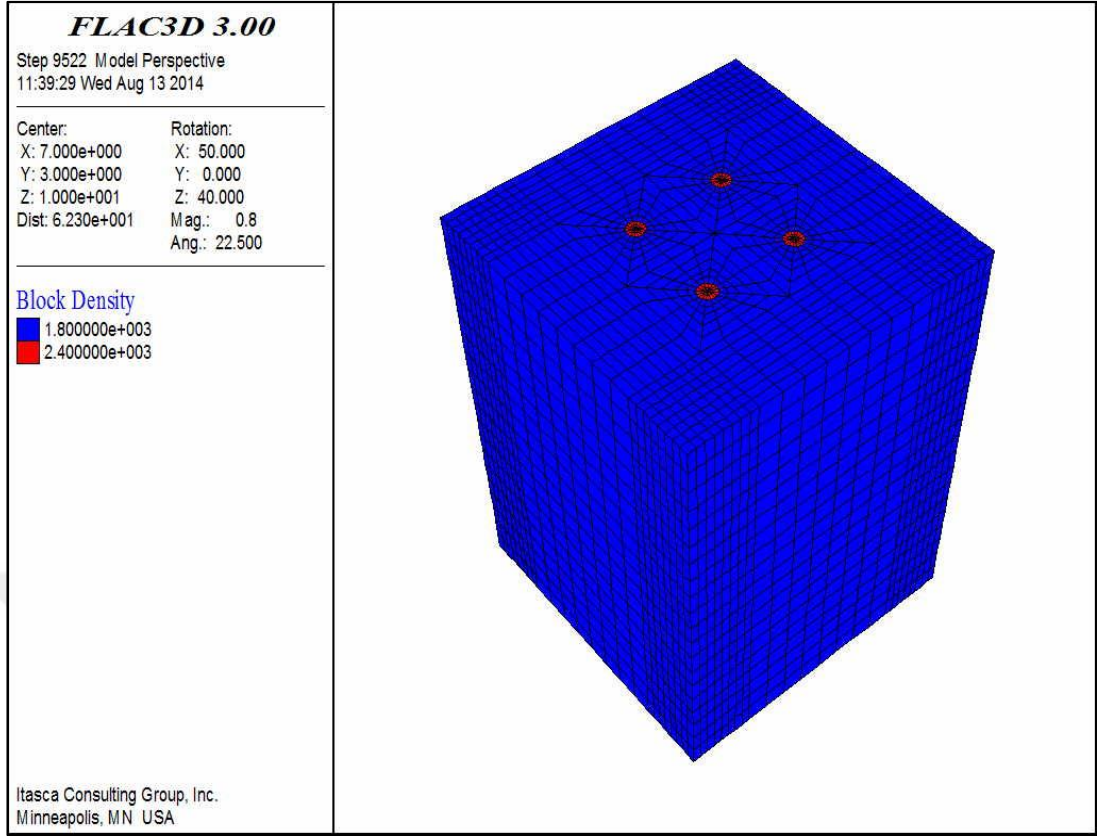 FLAC3D 3.00
Step 9522 Model Perspective
11:39:29 Wed Aug 13 2014
Center:
X: 7.000e+000
Y: 3.000e+000
Z: 1.000e+001
Dist: 6.230e+001
Rotation:
X: 50.000
Y: 0.000
Z: 40.000
Mag.: 0.8
Ang.: 22.500
Block Density
1.800000e+003
2.400000e+003
Itasca Consulting Group, Inc.
Minneapolis, MN USA